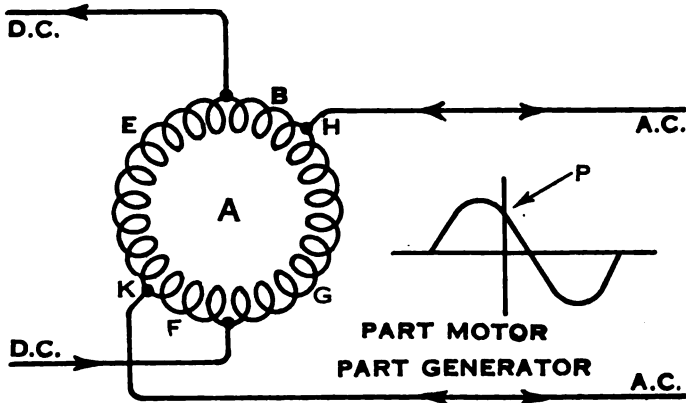 D.C.
B
E
H
A.C.
P
A
K
G
F
PART MOTOR
D.C.
PART GENERATOR
A.C.